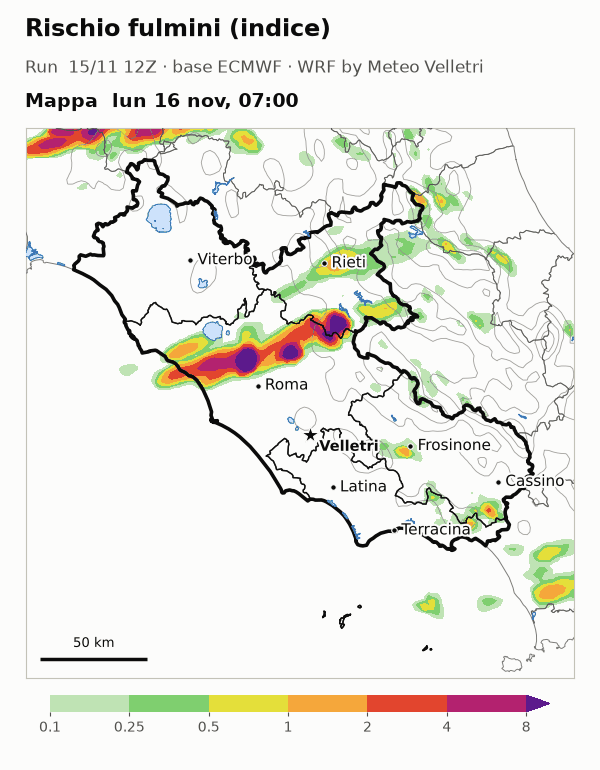 Rischio fulmini (indice)
Run  15/11 12Z · base ECMWF · WRF by Meteo Velletri
Mappa  lun 16 nov, 07:00
Viterbo
Rieti
Roma
Velletri
Frosinone
Latina
Cassino
Terracina
50 km
0.1 0.25 0.5 1 2 4 8